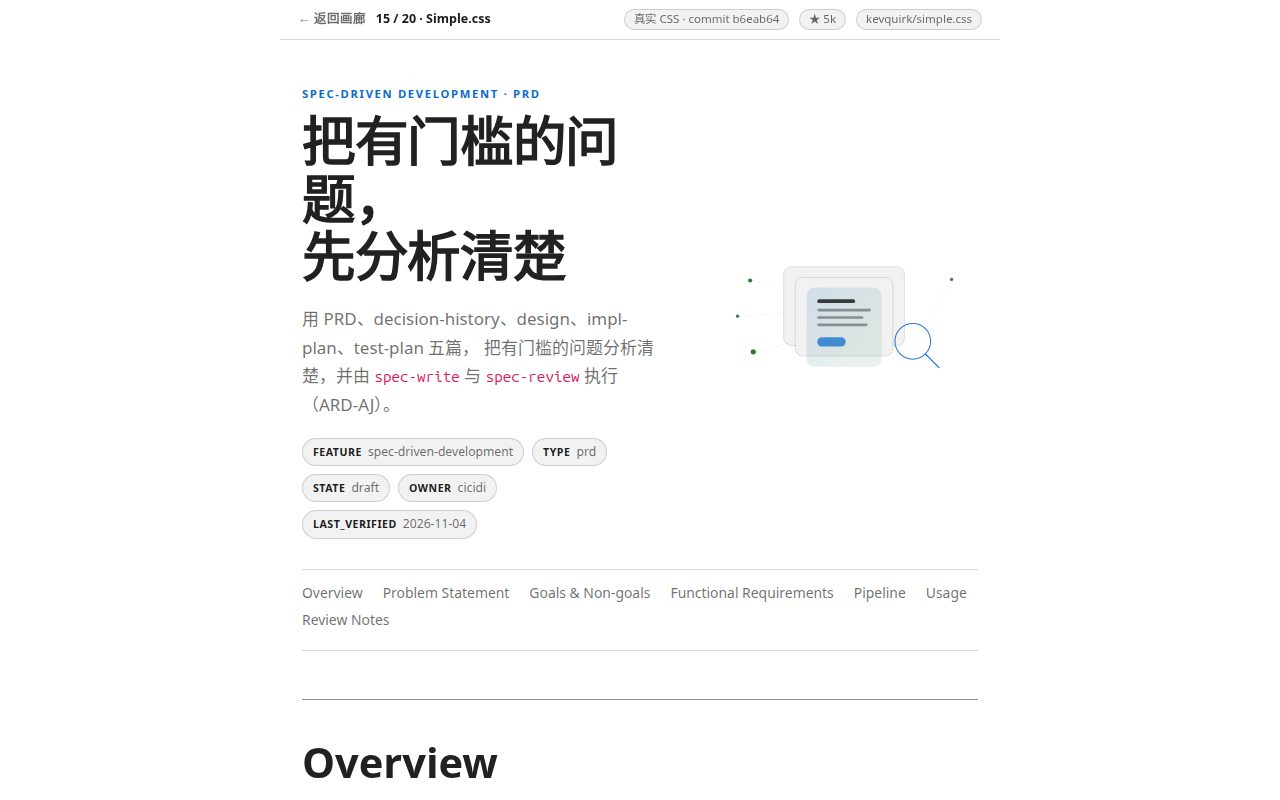 ← 返回画廊 15 / 20 · Simple.css 真实 CSS · commit b6eab64 ★ 5k kevquirk/simple.css
SPEC-DRIVEN DEVELOPMENT · PRD
把有门槛的问
题，
先分析清楚
用 PRD、decision-history、design、impl-
plan、test-plan 五篇， 把有门槛的问题分析清
楚，并由 spec-write 与 spec-review 执行
（ARD-AJ）。
FEATURE spec-driven-development TYPE prd
STATE draft OWNER cicidi
LAST_VERIFIED 2026-11-04
Overview Problem Statement Goals & Non-goals Functional Requirements Pipeline Usage
Review Notes
Overview